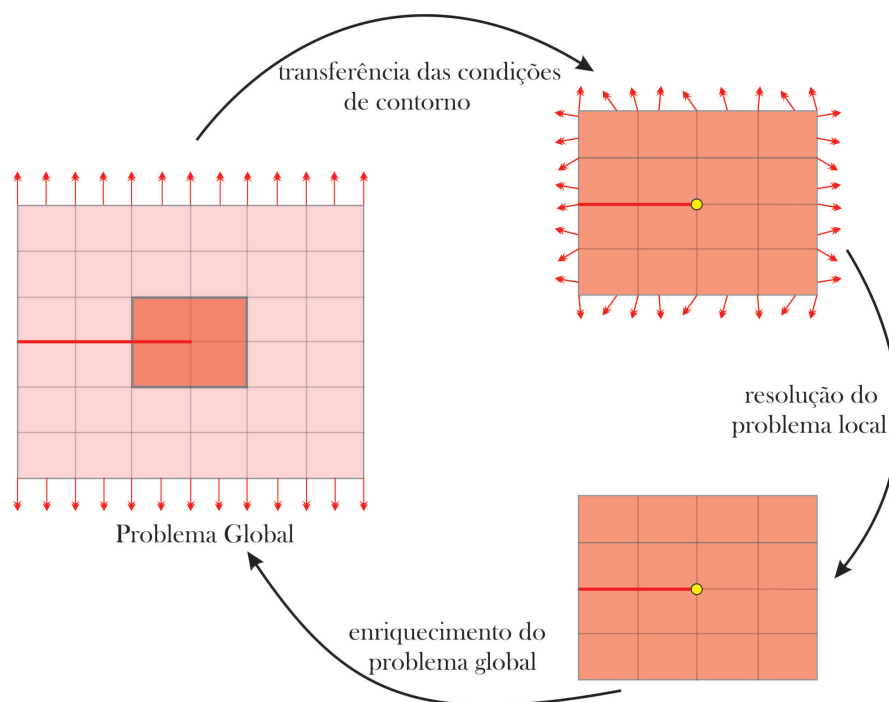 transferência das condições
de contorno
resolução do
problema local
Problema Global
enriquecimento do
problema global